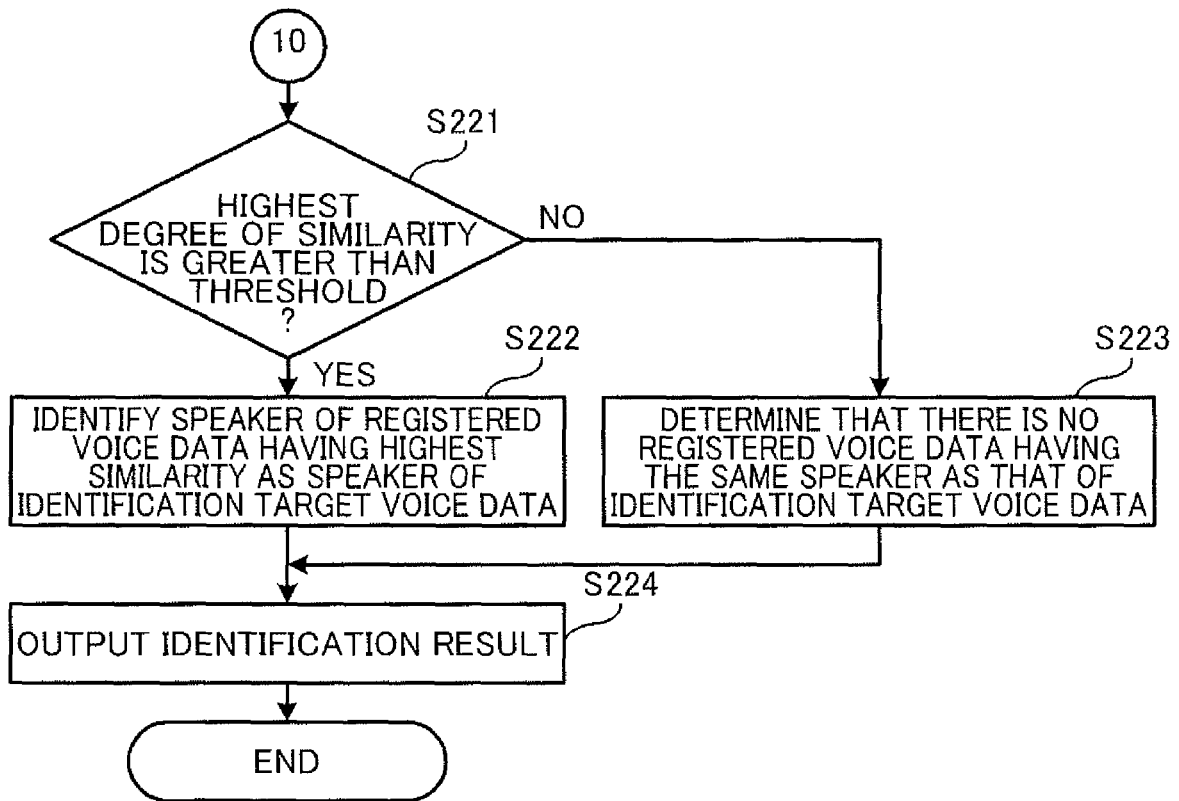 10
S221
HIGHEST
DEGREE OF SIMILARITY
IS GREATER THAN
THRESHOLD
?
NO
YES
S222
IDENTIFY SPEAKER OF REGISTERED
VOICE DATA HAVING HIGHEST
SIMILARITY AS SPEAKER OF
IDENTIFICATION TARGET VOICE DATA
S223
DETERMINE THAT THERE IS NO
REGISTERED VOICE DATA HAVING
THE SAME SPEAKER AS THAT OF
IDENTIFICATION TARGET VOICE DATA
S224
OUTPUT IDENTIFICATION RESULT
END